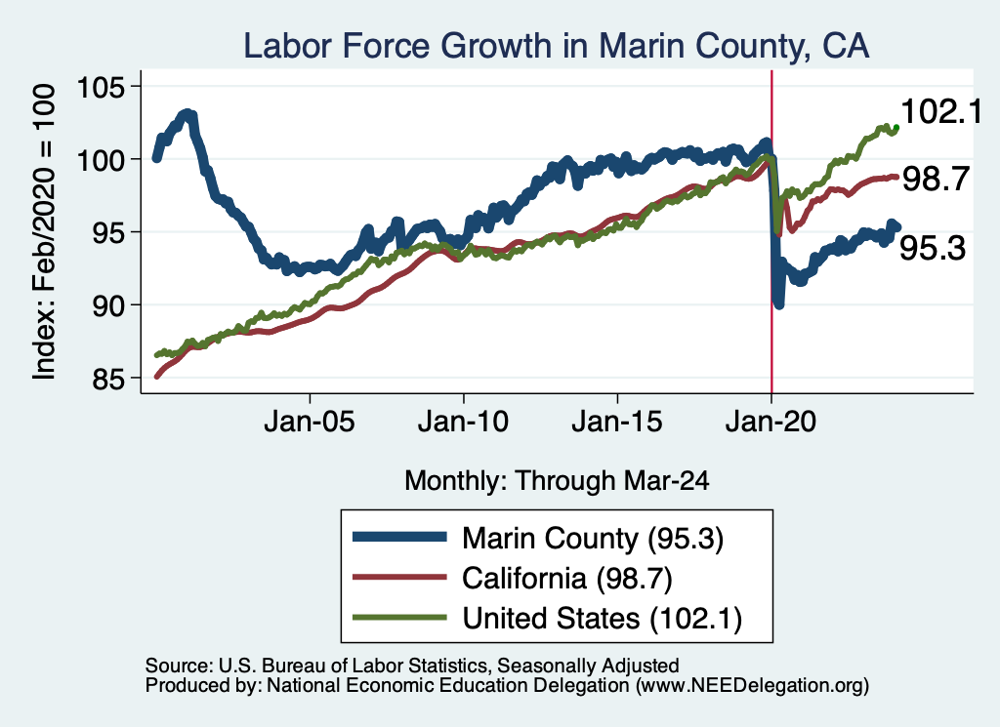 Labor Force Growth in Marin County, CA
Index: Feb/2020 = 100
105
100
95
90
85
102.1
98.7
95.3
Jan-05 Jan-10 Jan-15 Jan-20
Monthly: Through Mar-24
Marin County (95.3)
California (98.7)
United States (102.1)
Source: U.S. Bureau of Labor Statistics, Seasonally Adjusted
Produced by: National Economic Education Delegation (www.NEEDelegation.org)